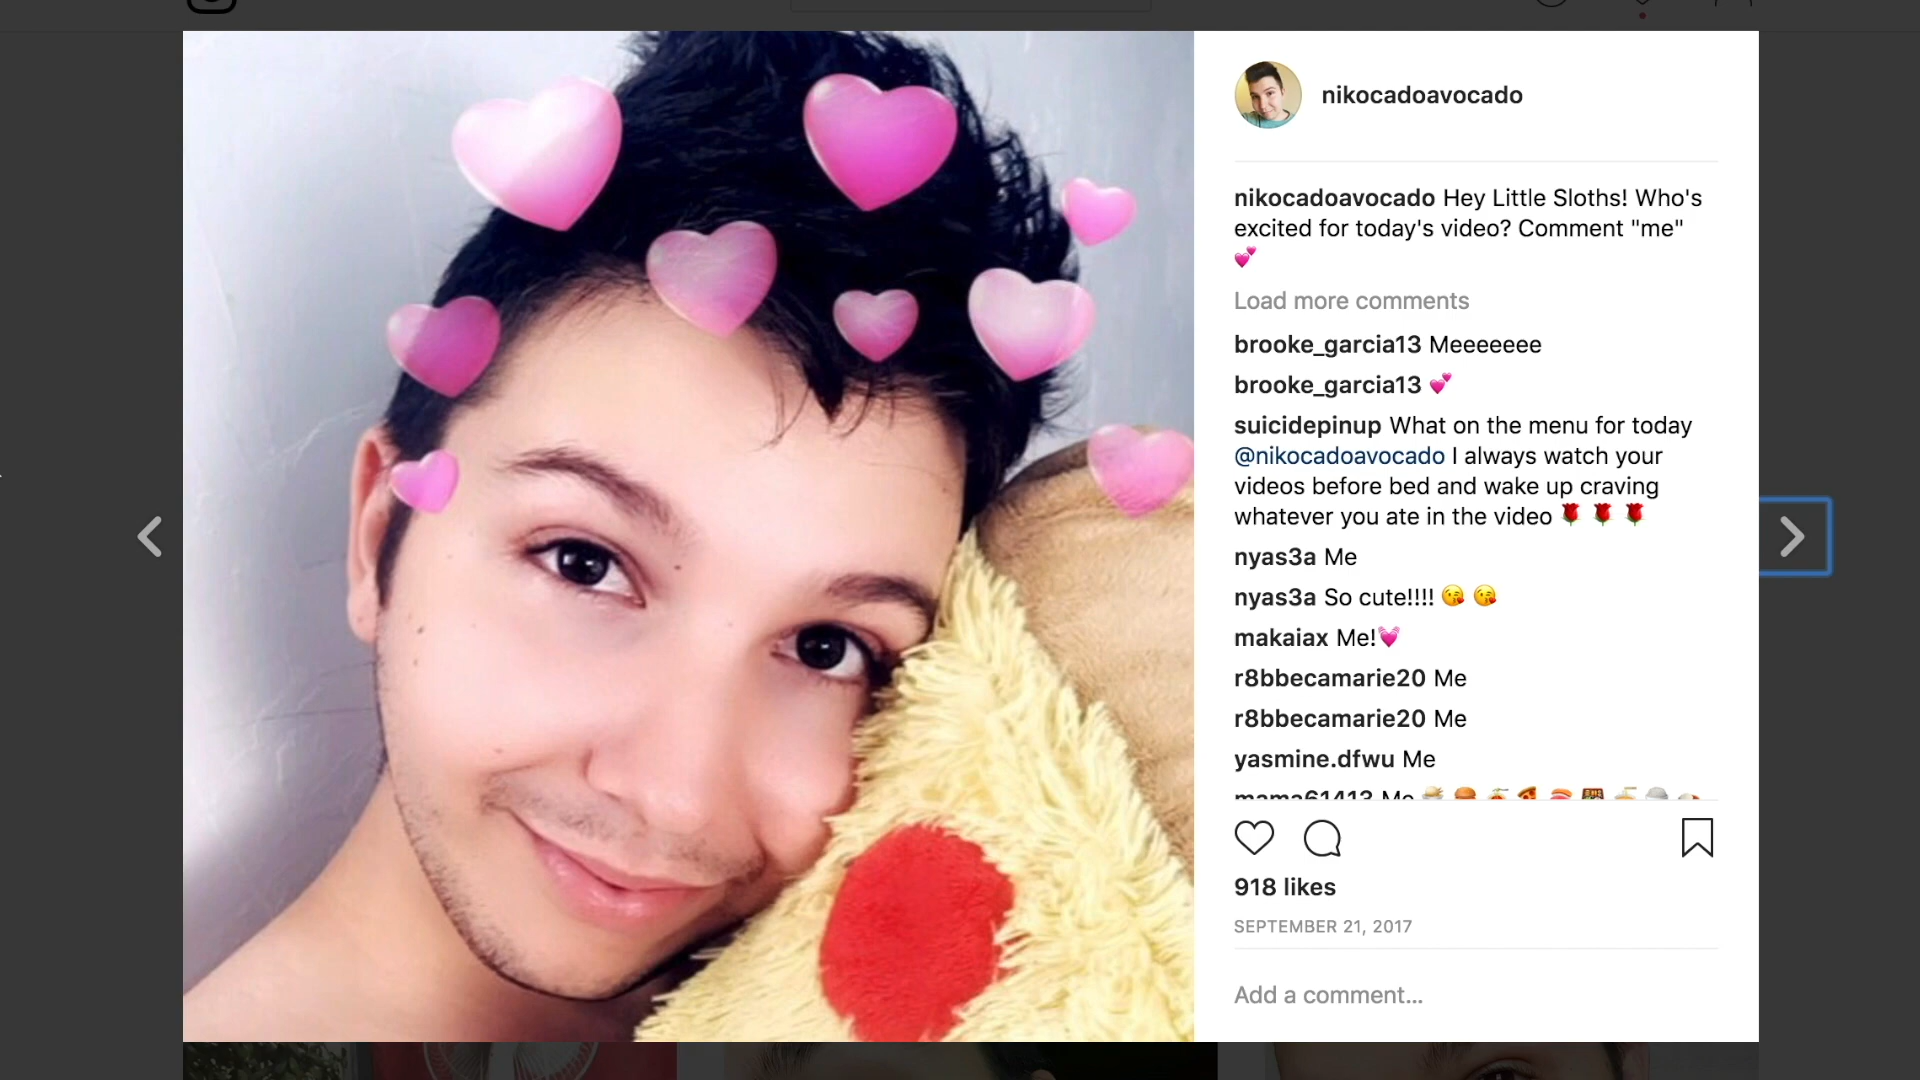 nikocadoavocado
nikocadoavocado Hey Little Sloths! Who's
excited for today's video? Comment "me"
💕
Load more comments
brooke_garcia13 Meeeeeee
brooke_garcia13 💕
suicidepinup What on the menu for today
@nikocadoavocado I always watch your
videos before bed and wake up craving
whatever you ate in the video 🌹 🌹 🌹
nyas3a Me
nyas3a So cute!!!! 😘 😘
makaiax Me!💓
r8bbecamarie20 Me
r8bbecamarie20 Me
yasmine.dfwu Me
mama61413 Me
918 likes
SEPTEMBER 21, 2017
Add a comment...